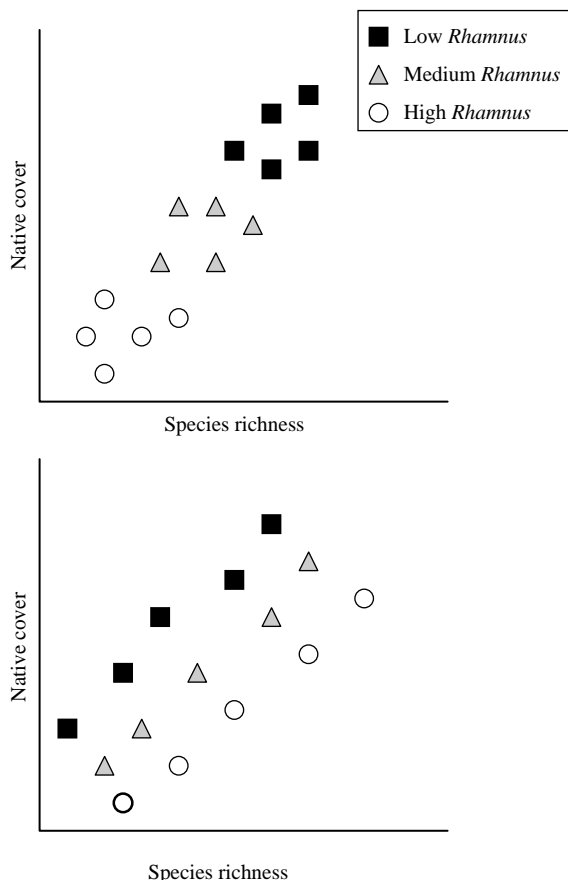 Low Rhamnus
Medium Rhamnus
High Rhamnus
Native cover
Species richness
Native cover
Species richness